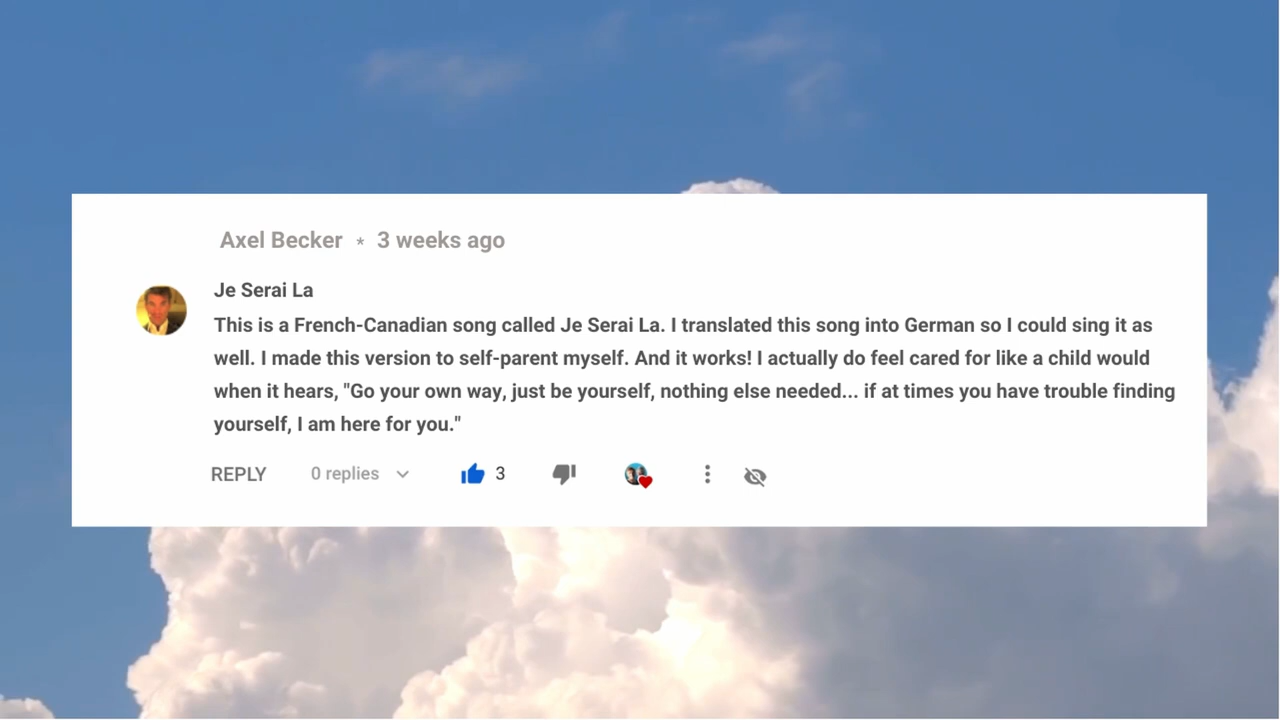 Axel Becker * 3 weeks ago
Je Serai La
This is a French-Canadian song called Je Serai La. I translated this song into German so I could sing it as
well. I made this version to self-parent myself. And it works! I actually do feel cared for like a child would
when it hears, "Go your own way, just be yourself, nothing else needed... if at times you have trouble finding
yourself, I am here for you."
REPLY 0 replies 3